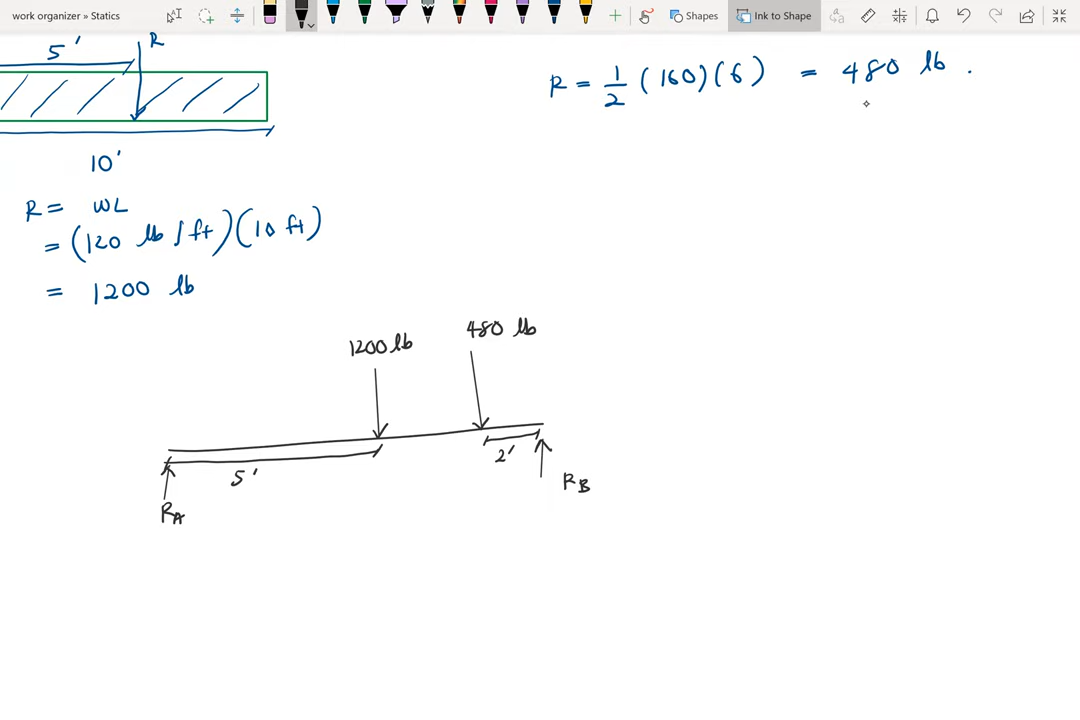 work organizer » Statics
Shapes
Ink to Shape
5'
R
10'
R = WL
= (120 lb/ft)(10 ft)
= 1200 lb
R = 1/2 (160)(6) = 480 lb.
1200 lb
480 lb
5'
2'
RA
RB